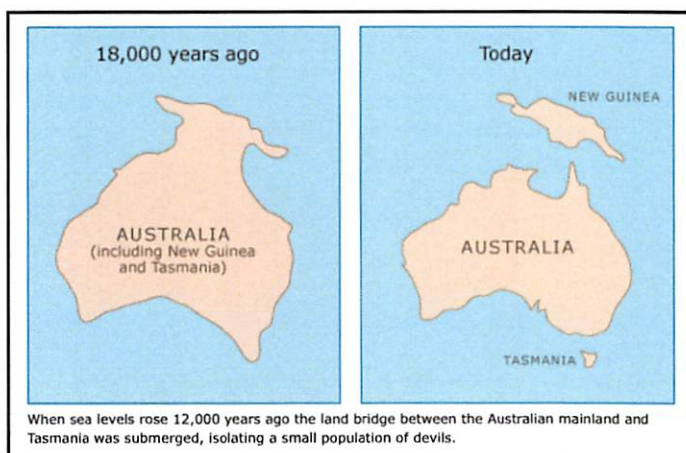 18,000 years ago
AUSTRALIA
(including New Guinea
and Tasmania)
Today
NEW GUINEA
AUSTRALIA
TASMANIA
When sea levels rose 12,000 years ago the land bridge between the Australian mainland and
Tasmania was submerged, isolating a small population of devils.